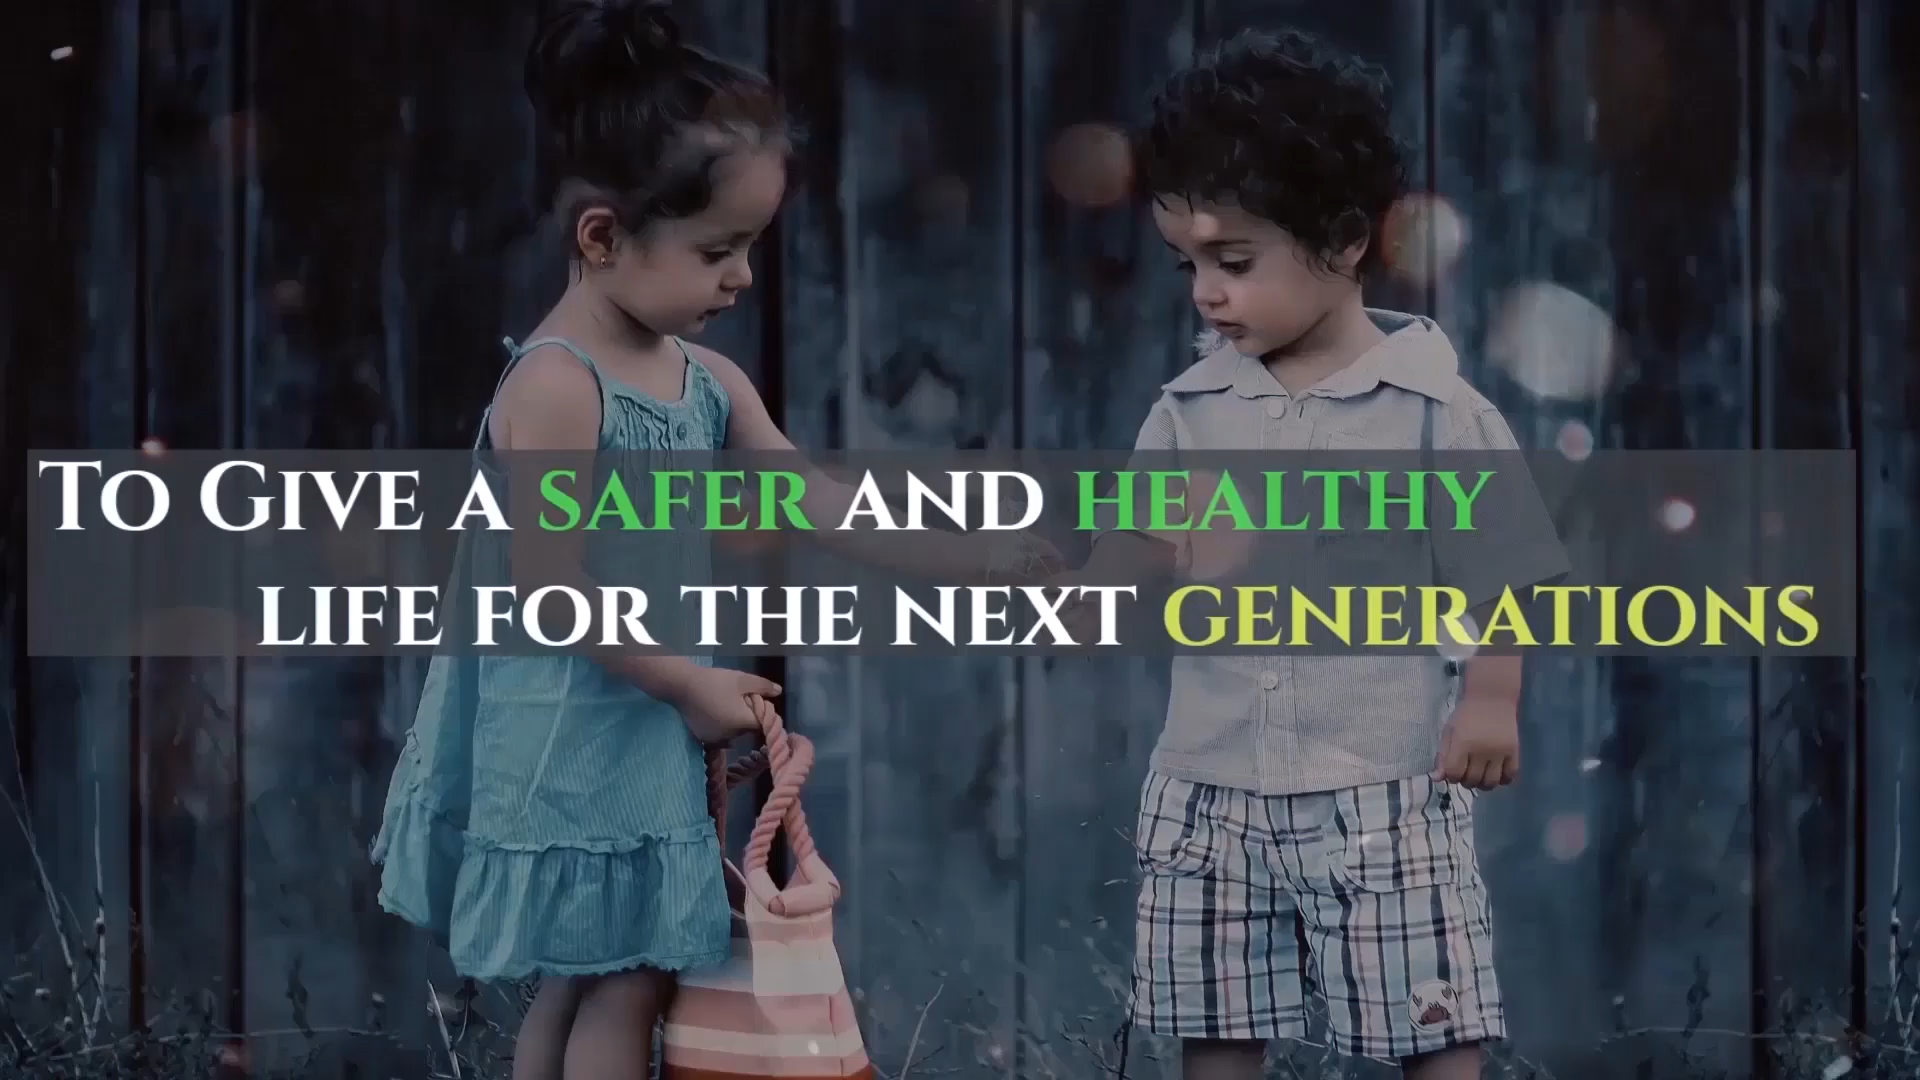 To Give a safer and healthy
life for the next generations